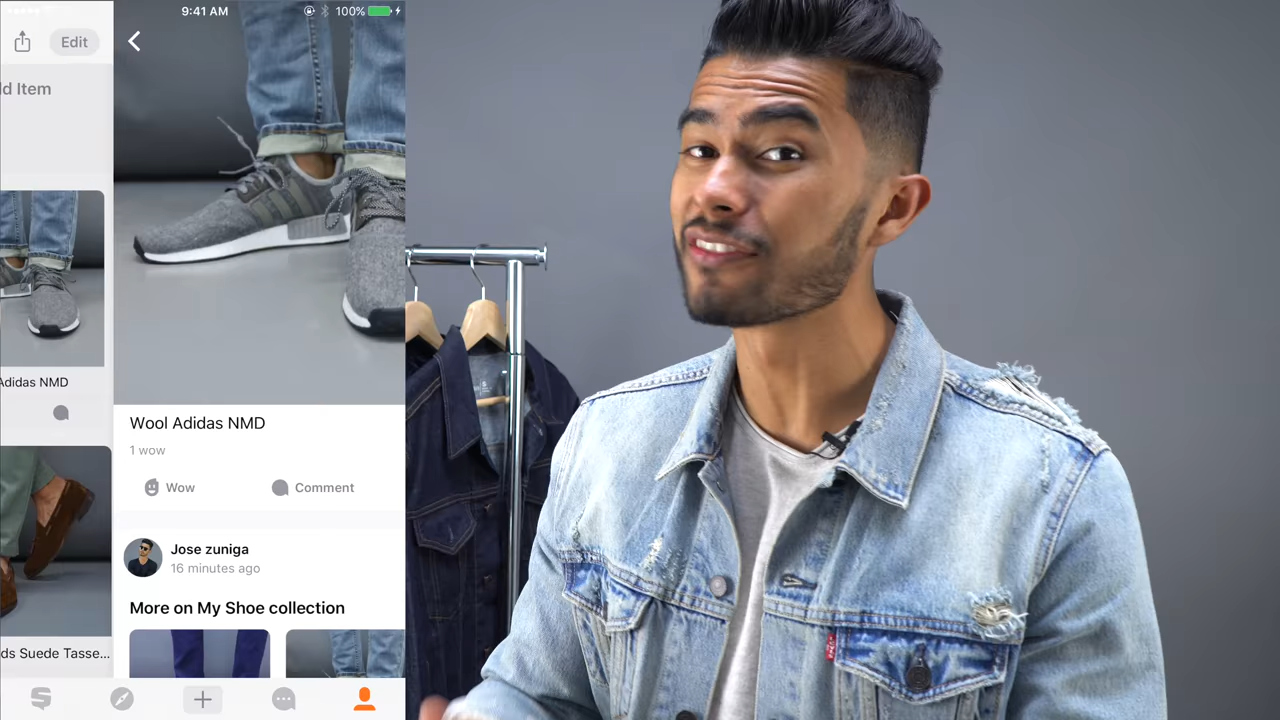 9:41 AM
100%
Edit
d Item
Adidas NMD
ds Suede Tasse...
Wool Adidas NMD
1 wow
Wow
Comment
Jose zuniga
16 minutes ago
More on My Shoe collection